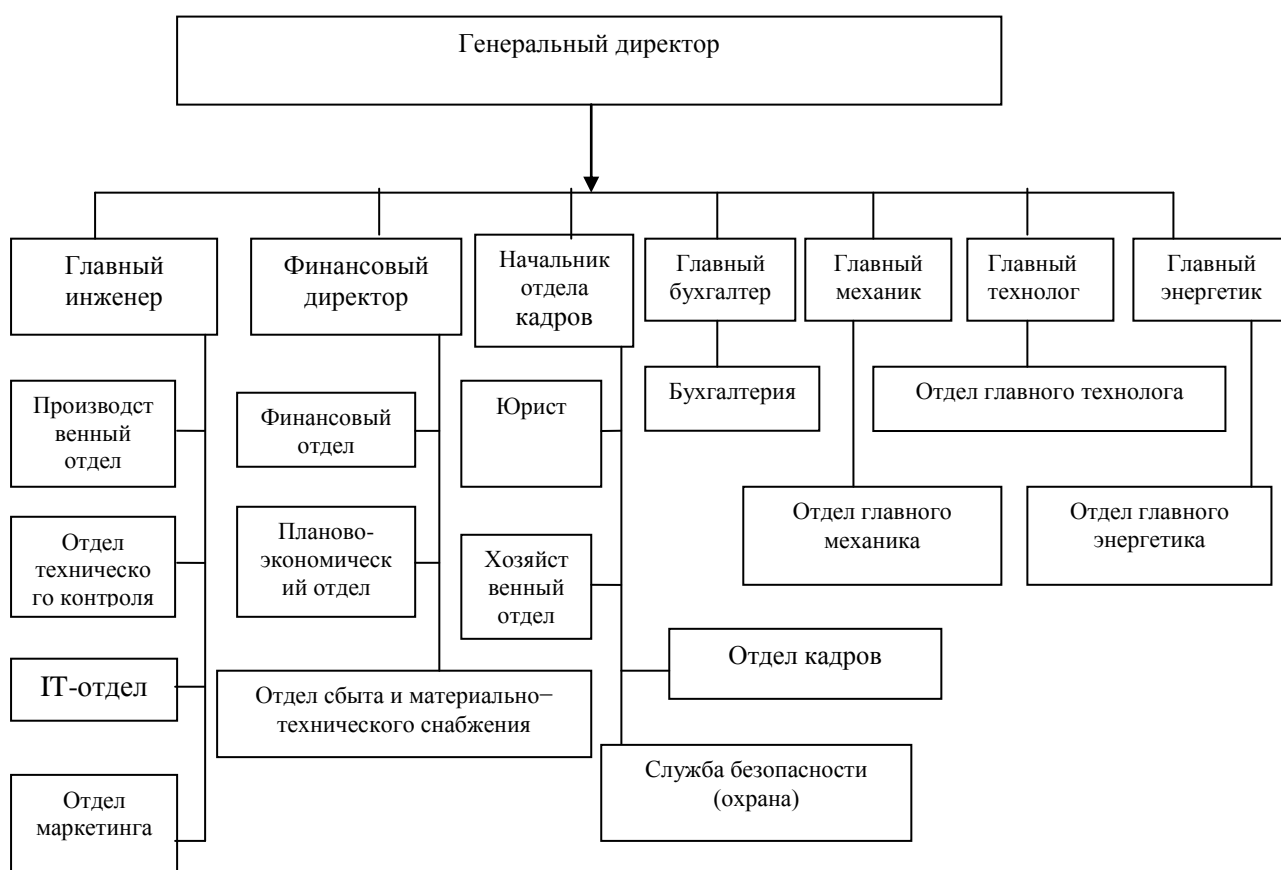 Генеральный директор
Главный
инженер
Финансовый
директор
Начальник
отдела
кадров
Главный
бухгалтер
Главный
механик
Главный
технолог
Главный
энергетик
Производст
венный
отдел
Финансовый
отдел
Юрист
Бухгалтерия
Отдел главного технолога
Отдел
техническо
го контроля
Планово-
экономичес
кий отдел
Хозяйст
венный
отдел
Отдел главного
механика
Отдел главного
энергетика
IT-отдел
Отдел сбыта и материально−
технического снабжения
Отдел кадров
Отдел
маркетинга
Служба безопасности
(охрана)